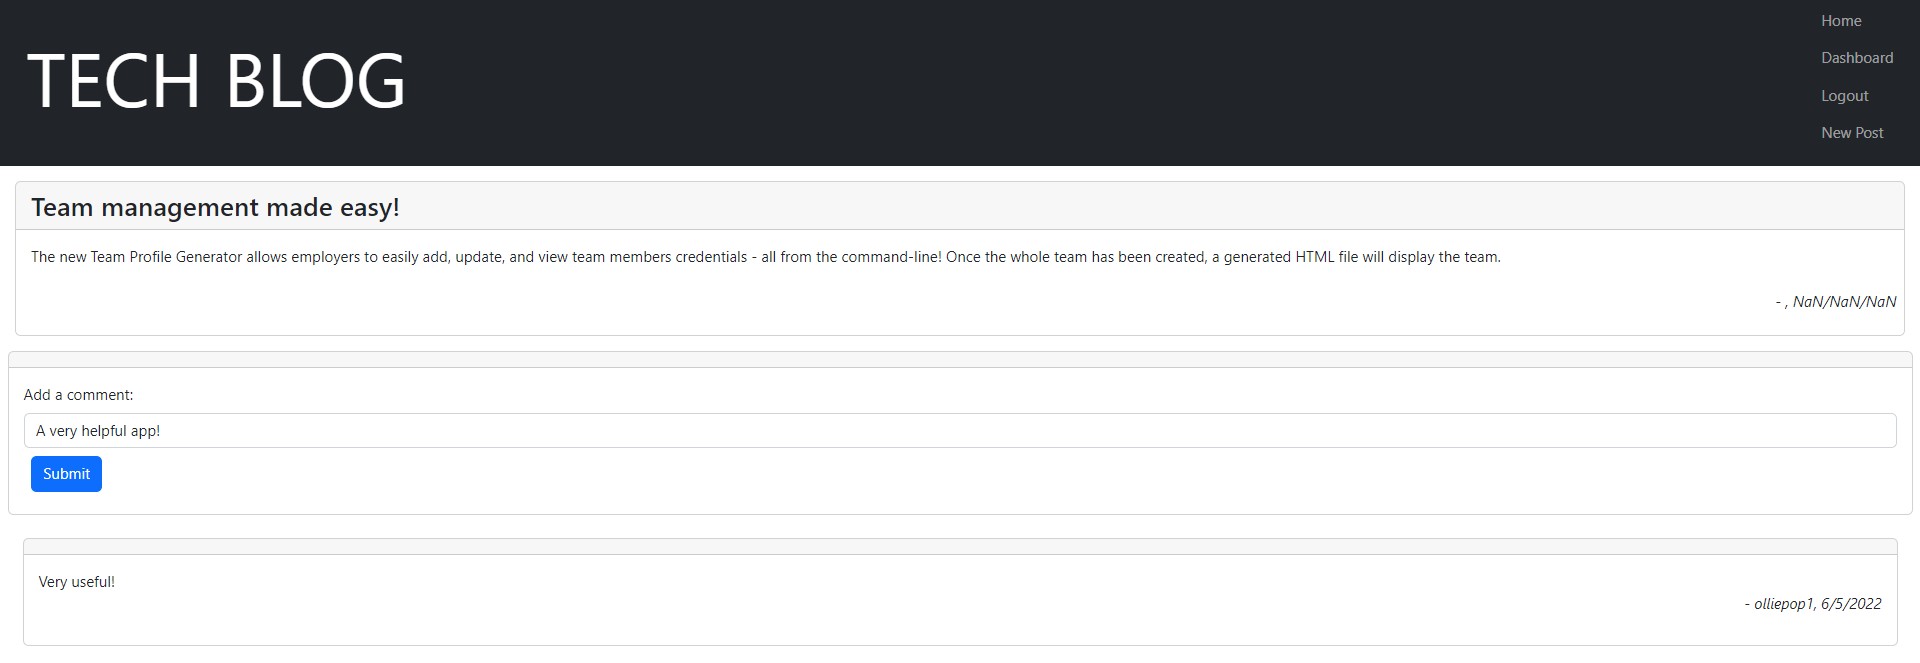 TECH BLOG
Home
Dashboard
Logout
New Post
Team management made easy!
The new Team Profile Generator allows employers to easily add, update, and view team members credentials - all from the command-line! Once the whole team has been created, a generated HTML file will display the team.
- , NaN/NaN/NaN
Add a comment:
A very helpful app!
Submit
Very useful!
- olliepop1, 6/5/2022